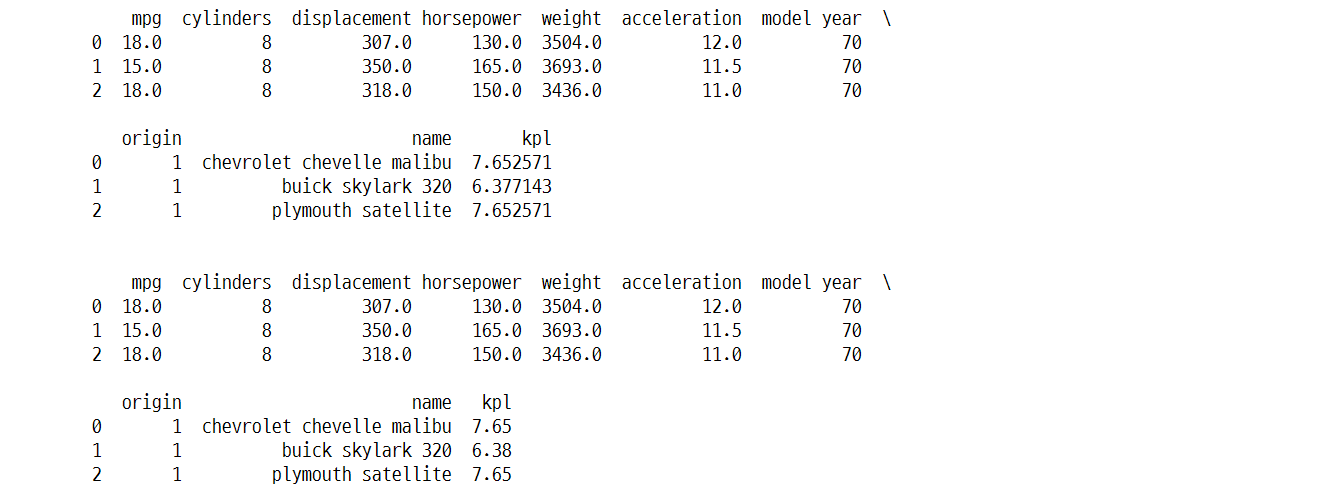 mpg cylinders displacement horsepower weight acceleration model year \
0 18.0 8 307.0 130.0 3504.0 12.0 70
1 15.0 8 350.0 165.0 3693.0 11.5 70
2 18.0 8 318.0 150.0 3436.0 11.0 70
origin name kpl
0 1 chevrolet chevelle malibu 7.652571
1 1 buick skylark 320 6.377143
2 1 plymouth satellite 7.652571
mpg cylinders displacement horsepower weight acceleration model year \
0 18.0 8 307.0 130.0 3504.0 12.0 70
1 15.0 8 350.0 165.0 3693.0 11.5 70
2 18.0 8 318.0 150.0 3436.0 11.0 70
origin name kpl
0 1 chevrolet chevelle malibu 7.65
1 1 buick skylark 320 6.38
2 1 plymouth satellite 7.65